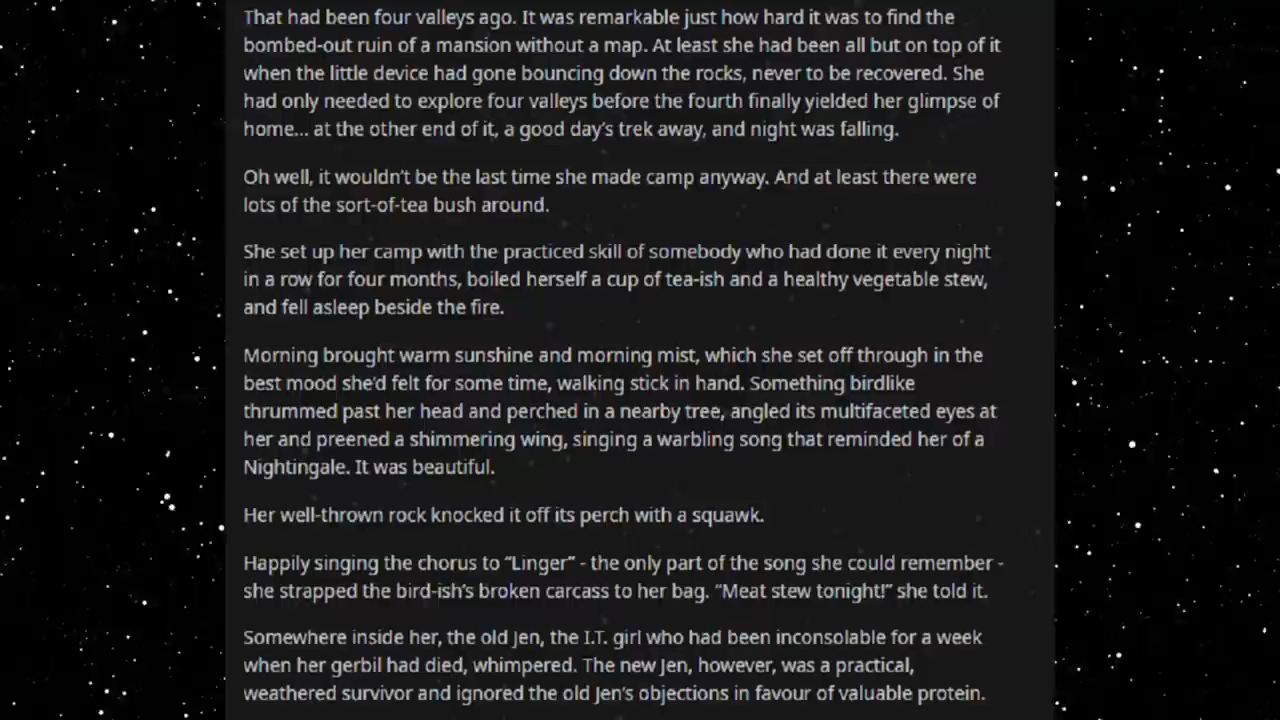 That had been four valleys ago. It was remarkable just how hard it was to find the
bombed-out ruin of a mansion without a map. At least she had been all but on top of it
when the little device had gone bouncing down the rocks, never to be recovered. She
had only needed to explore four valleys before the fourth finally yielded her glimpse of
home... at the other end of it, a good day's trek away, and night was falling.
Oh well, it wouldn't be the last time she made camp anyway. And at least there were
lots of the sort-of-tea bush around.
She set up her camp with the practiced skill of somebody who had done it every night
in a row for four months, boiled herself a cup of tea-ish and a healthy vegetable stew,
and fell asleep beside the fire.
Morning brought warm sunshine and morning mist, which she set off through in the
best mood she'd felt for some time, walking stick in hand. Something birdlike
thrummed past her head and perched in a nearby tree, angled its multifaceted eyes at
her and preened a shimmering wing, singing a warbling song that reminded her of a
Nightingale. It was beautiful.
Her well-thrown rock knocked it off its perch with a squawk.
Happily singing the chorus to “Linger” - the only part of the song she could remember -
she strapped the bird-ish's broken carcass to her bag. “Meat stew tonight!” she told it.
Somewhere inside her, the old Jen, the I.T. girl who had been inconsolable for a week
when her gerbil had died, whimpered. The new Jen, however, was a practical,
weathered survivor and ignored the old Jen's objections in favour of valuable protein.